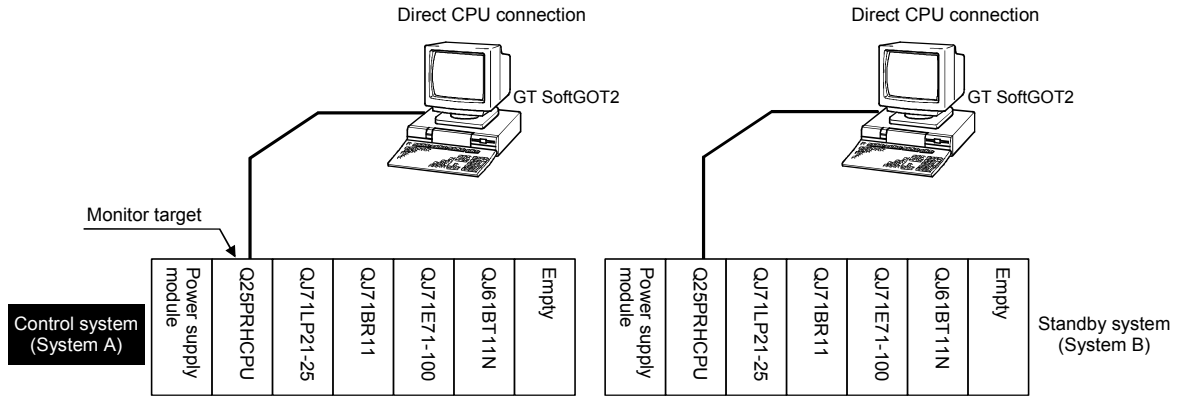 Direct CPU connection
Direct CPU connection
GT SoftGOT2
GT SoftGOT2
Monitor target
Control system
(System A)
Power supply
module
Q25PRHCPU
QJ71LP21-25
QJ71BR11
QJ71E71-100
QJ61BT11N
Empty
Power supply
module
Q25PRHCPU
QJ71LP21-25
QJ71BR11
QJ71E71-100
QJ61BT11N
Empty
Standby system
(System B)